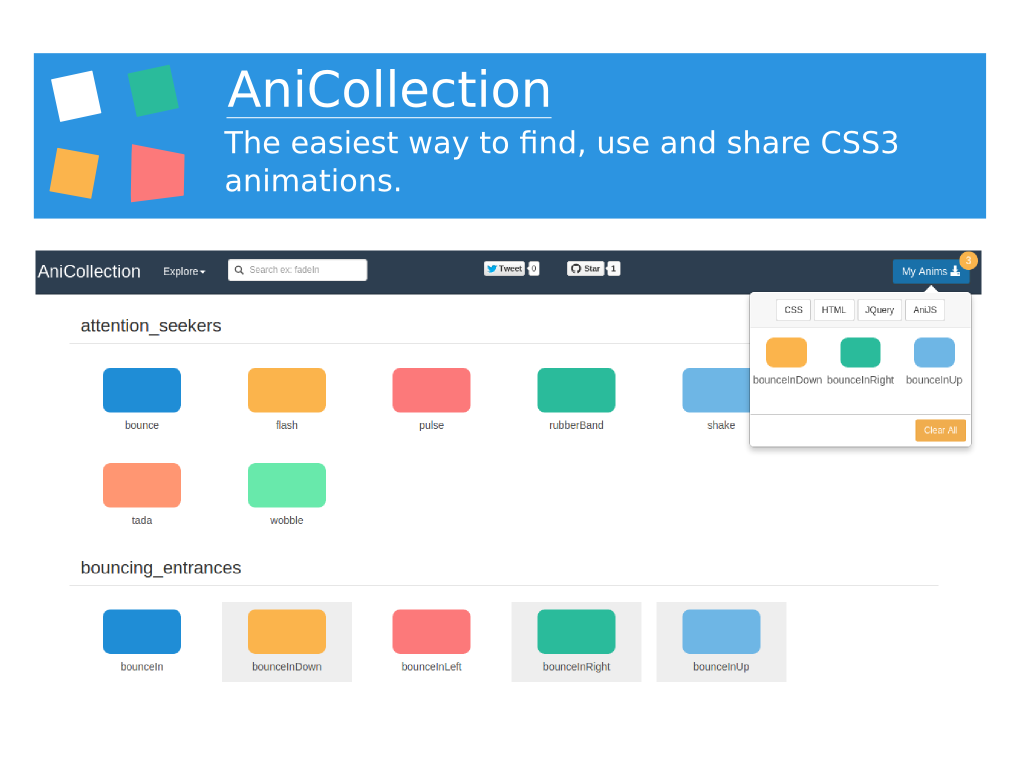 AniCollection
The easiest way to find, use and share CSS3
animations.
AniCollection Explore Search ex: fadeIn Tweet 0 Star 1 My Anims 3
CSS HTML JQuery AniJS
bounceInDown bounceInRight bounceInUp
Clear All
attention_seekers
bounce flash pulse rubberBand shake
tada wobble
bouncing_entrances
bounceIn bounceInDown bounceInLeft bounceInRight bounceInUp